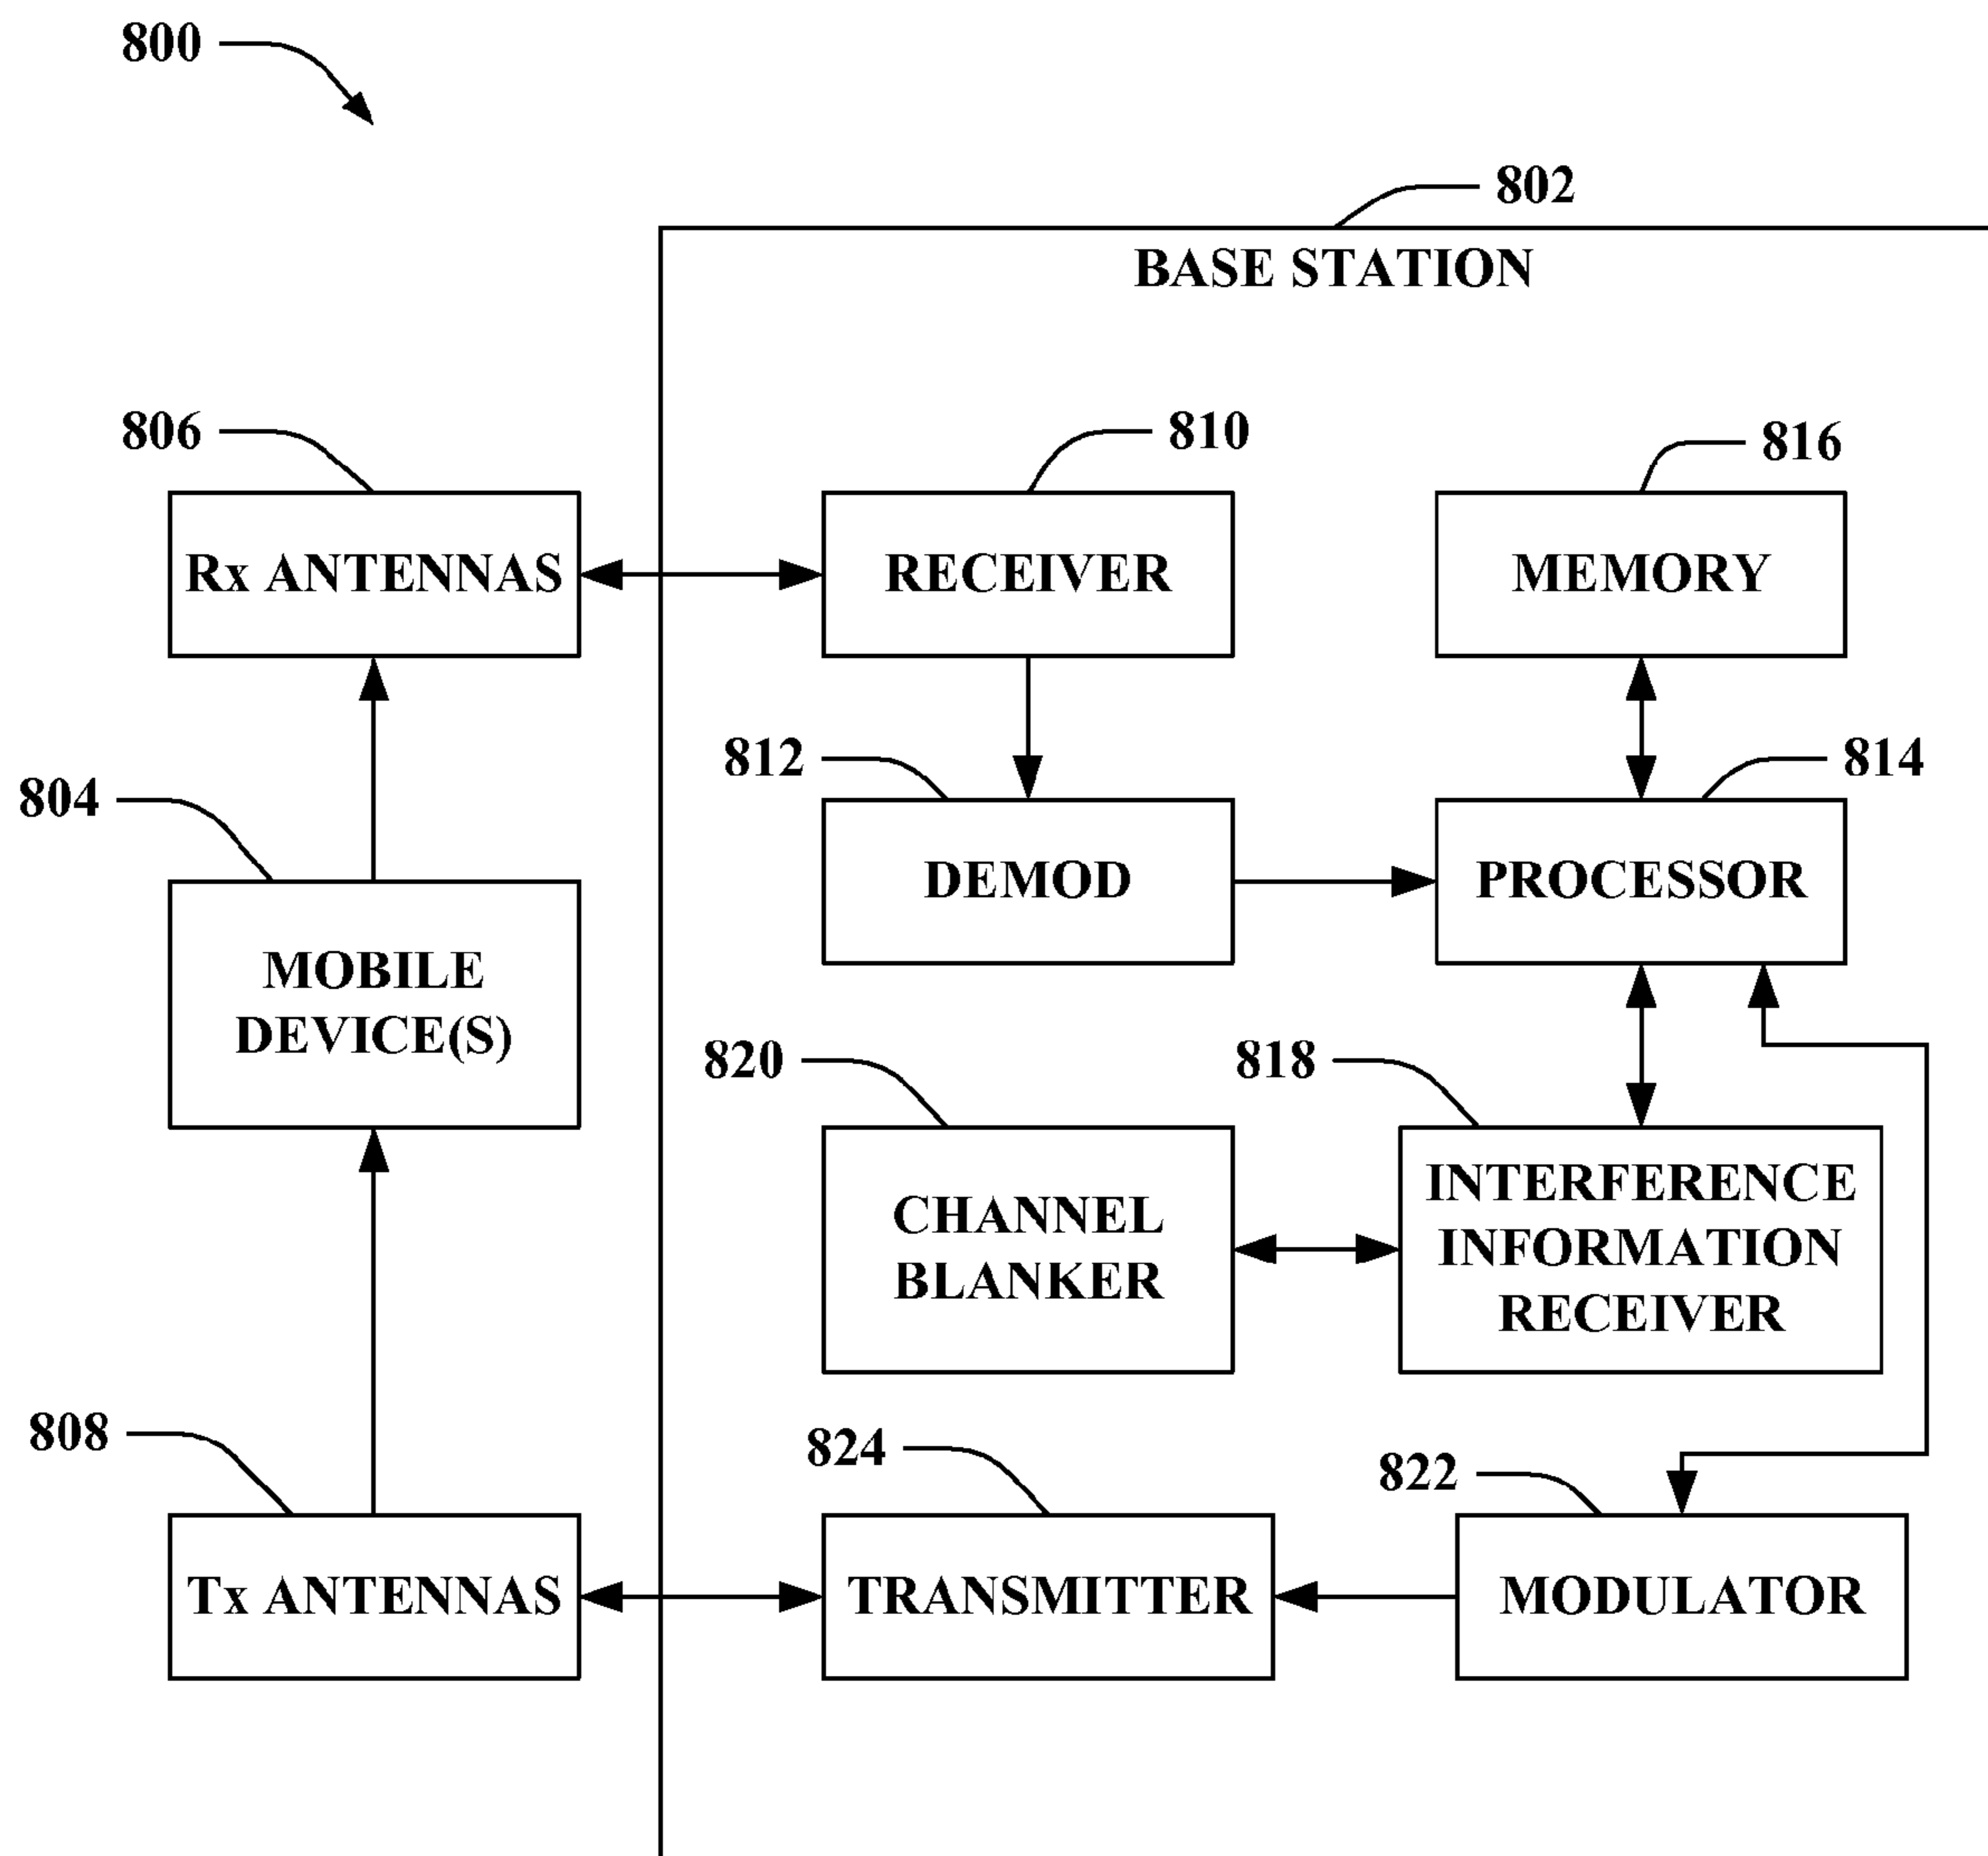 800
802
BASE STATION
806
810
816
Rx ANTENNAS
RECEIVER
MEMORY
812
814
804
DEMOD
PROCESSOR
MOBILE
DEVICE(S)
820
818
CHANNEL
BLANKER
INTERFERENCE
INFORMATION
RECEIVER
808
824
822
Tx ANTENNAS
TRANSMITTER
MODULATOR